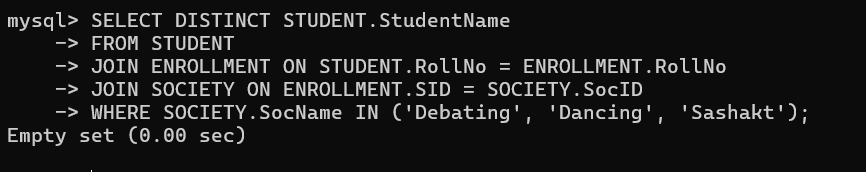 mysql> SELECT DISTINCT STUDENT.StudentName
    -> FROM STUDENT
    -> JOIN ENROLLMENT ON STUDENT.RollNo = ENROLLMENT.RollNo
    -> JOIN SOCIETY ON ENROLLMENT.SID = SOCIETY.SocID
    -> WHERE SOCIETY.SocName IN ('Debating', 'Dancing', 'Sashakt');
Empty set (0.00 sec)